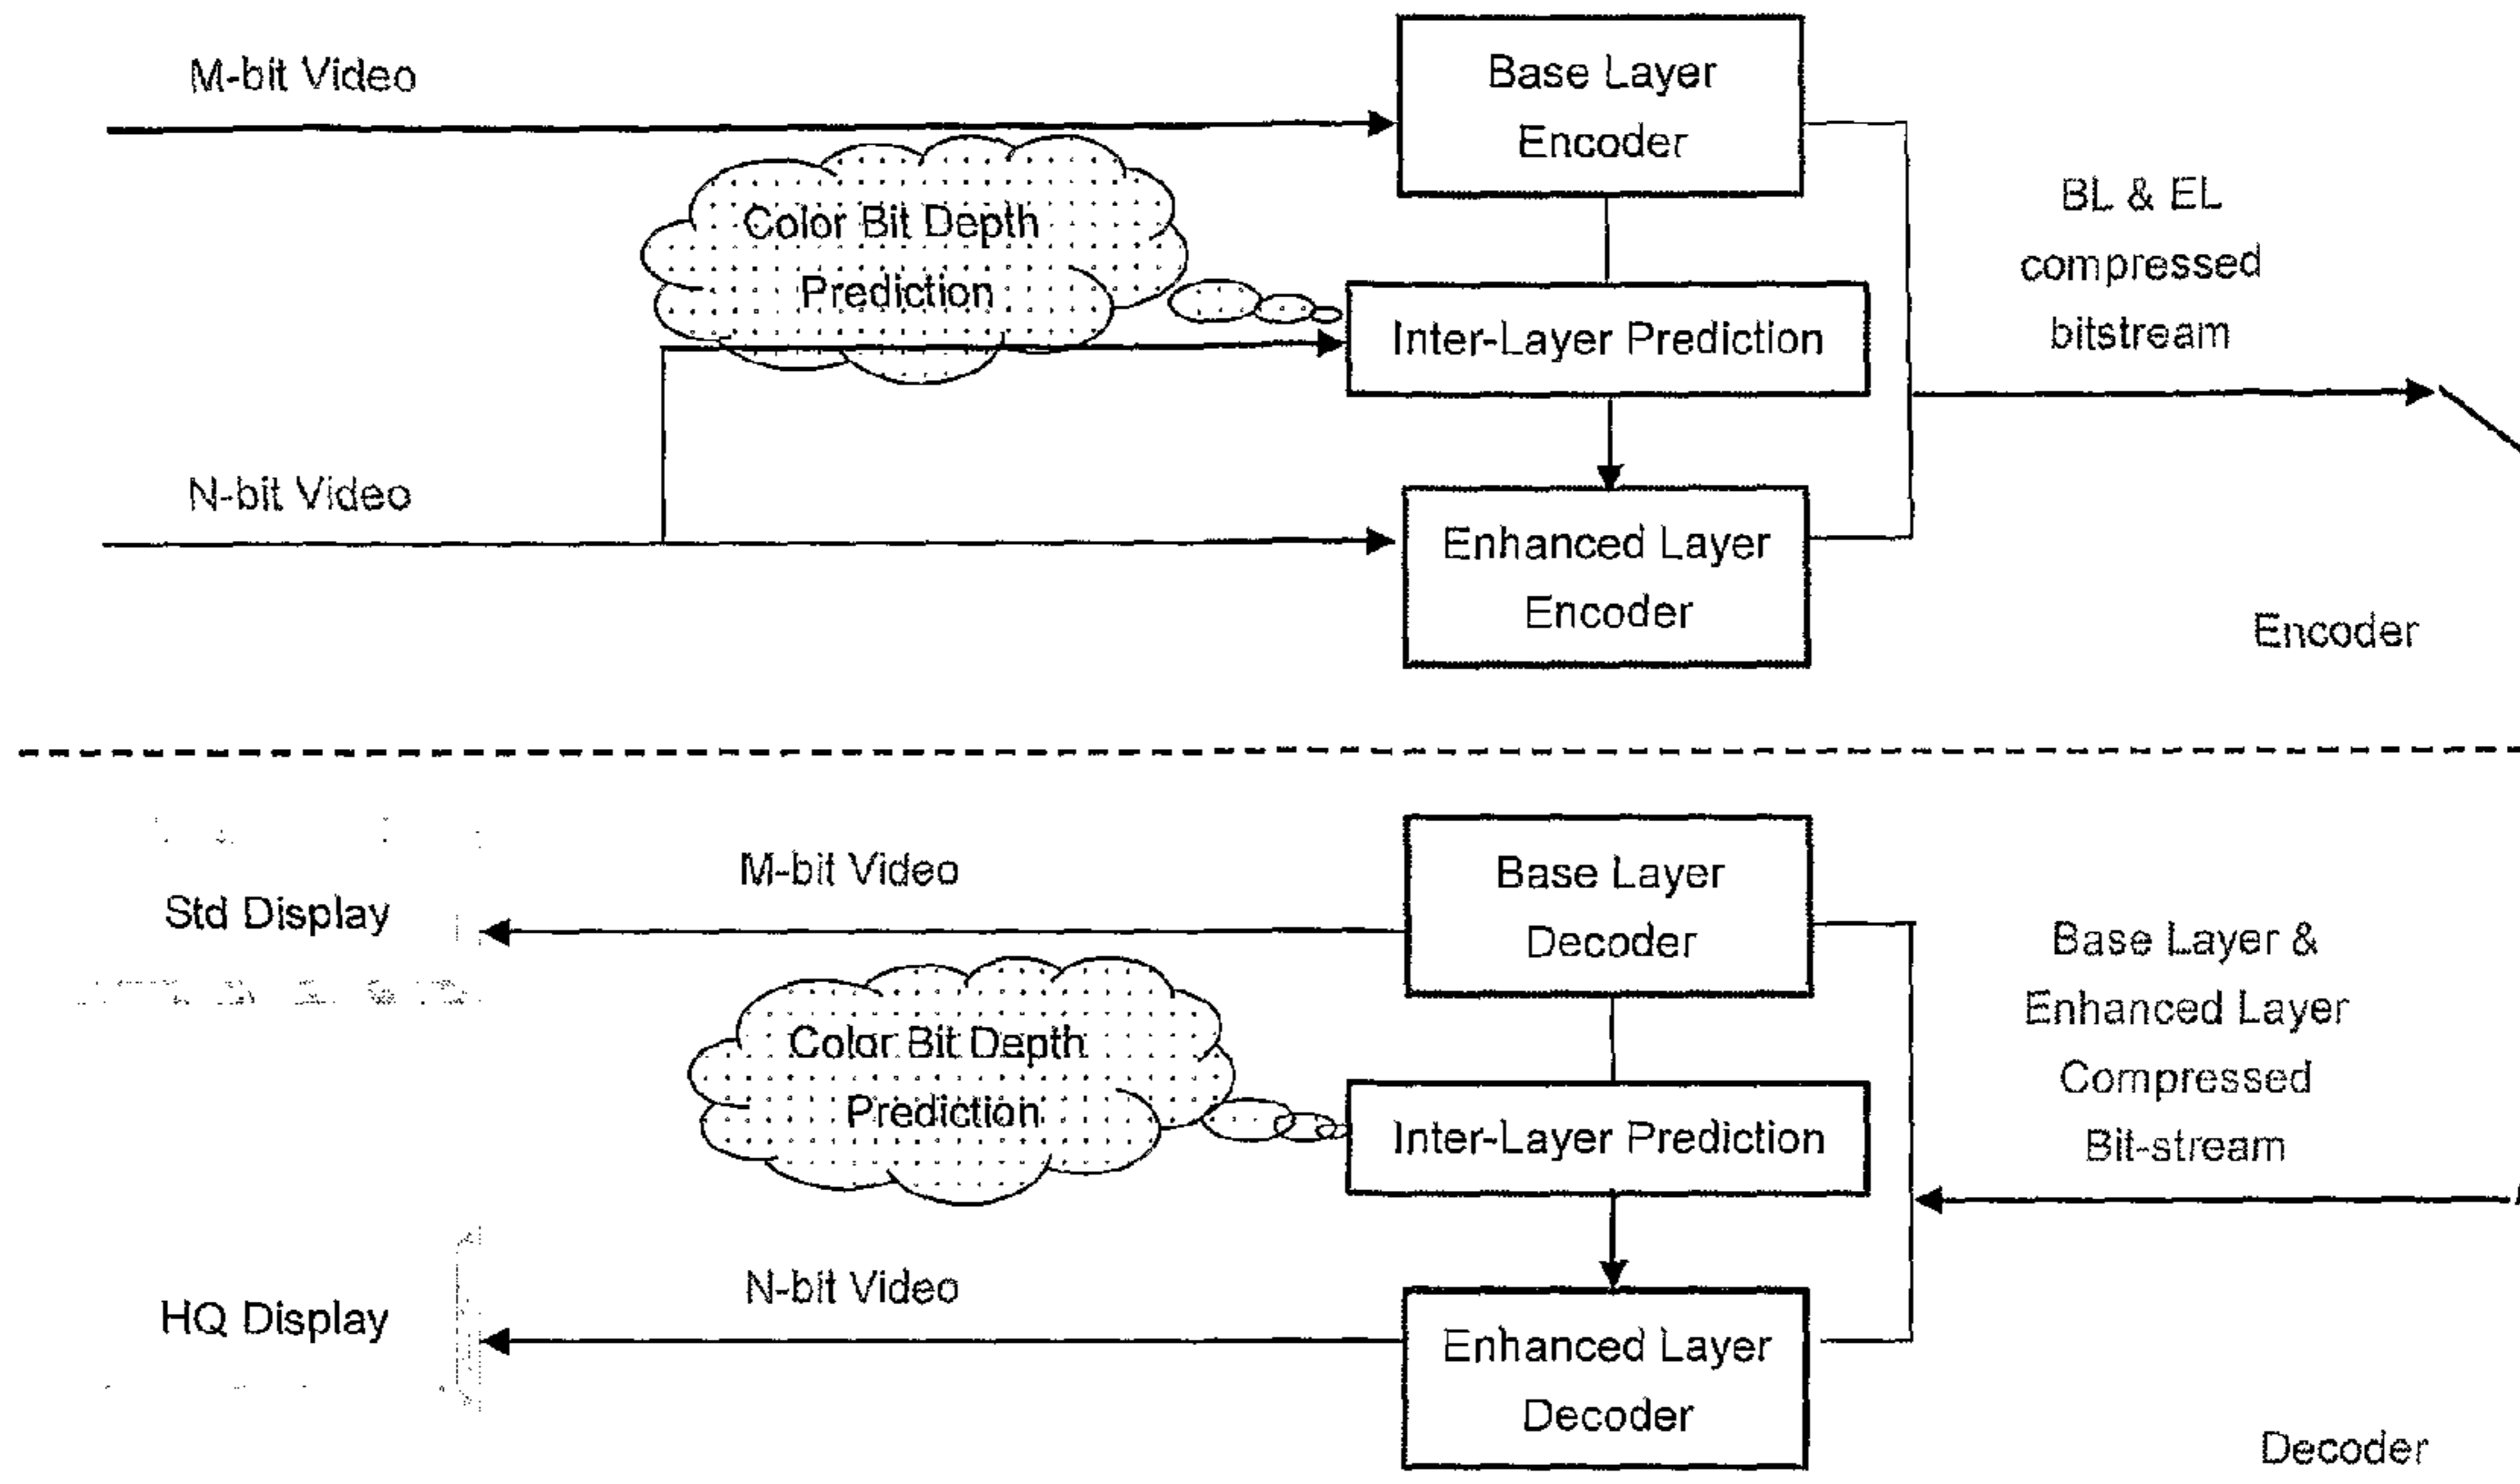 M-bit Video
Base Layer
Encoder
Color Bit Depth
Prediction
BL & EL
compressed
bitstream
Inter-Layer Prediction
N-bit Video
Enhanced Layer
Encoder
Encoder
Std Display
M-bit Video
Base Layer
Decoder
Base Layer &
Enhanced Layer
Compressed
Bit-stream
Color Bit Depth
Prediction
Inter-Layer Prediction
HQ Display
N-bit Video
Enhanced Layer
Decoder
Decoder